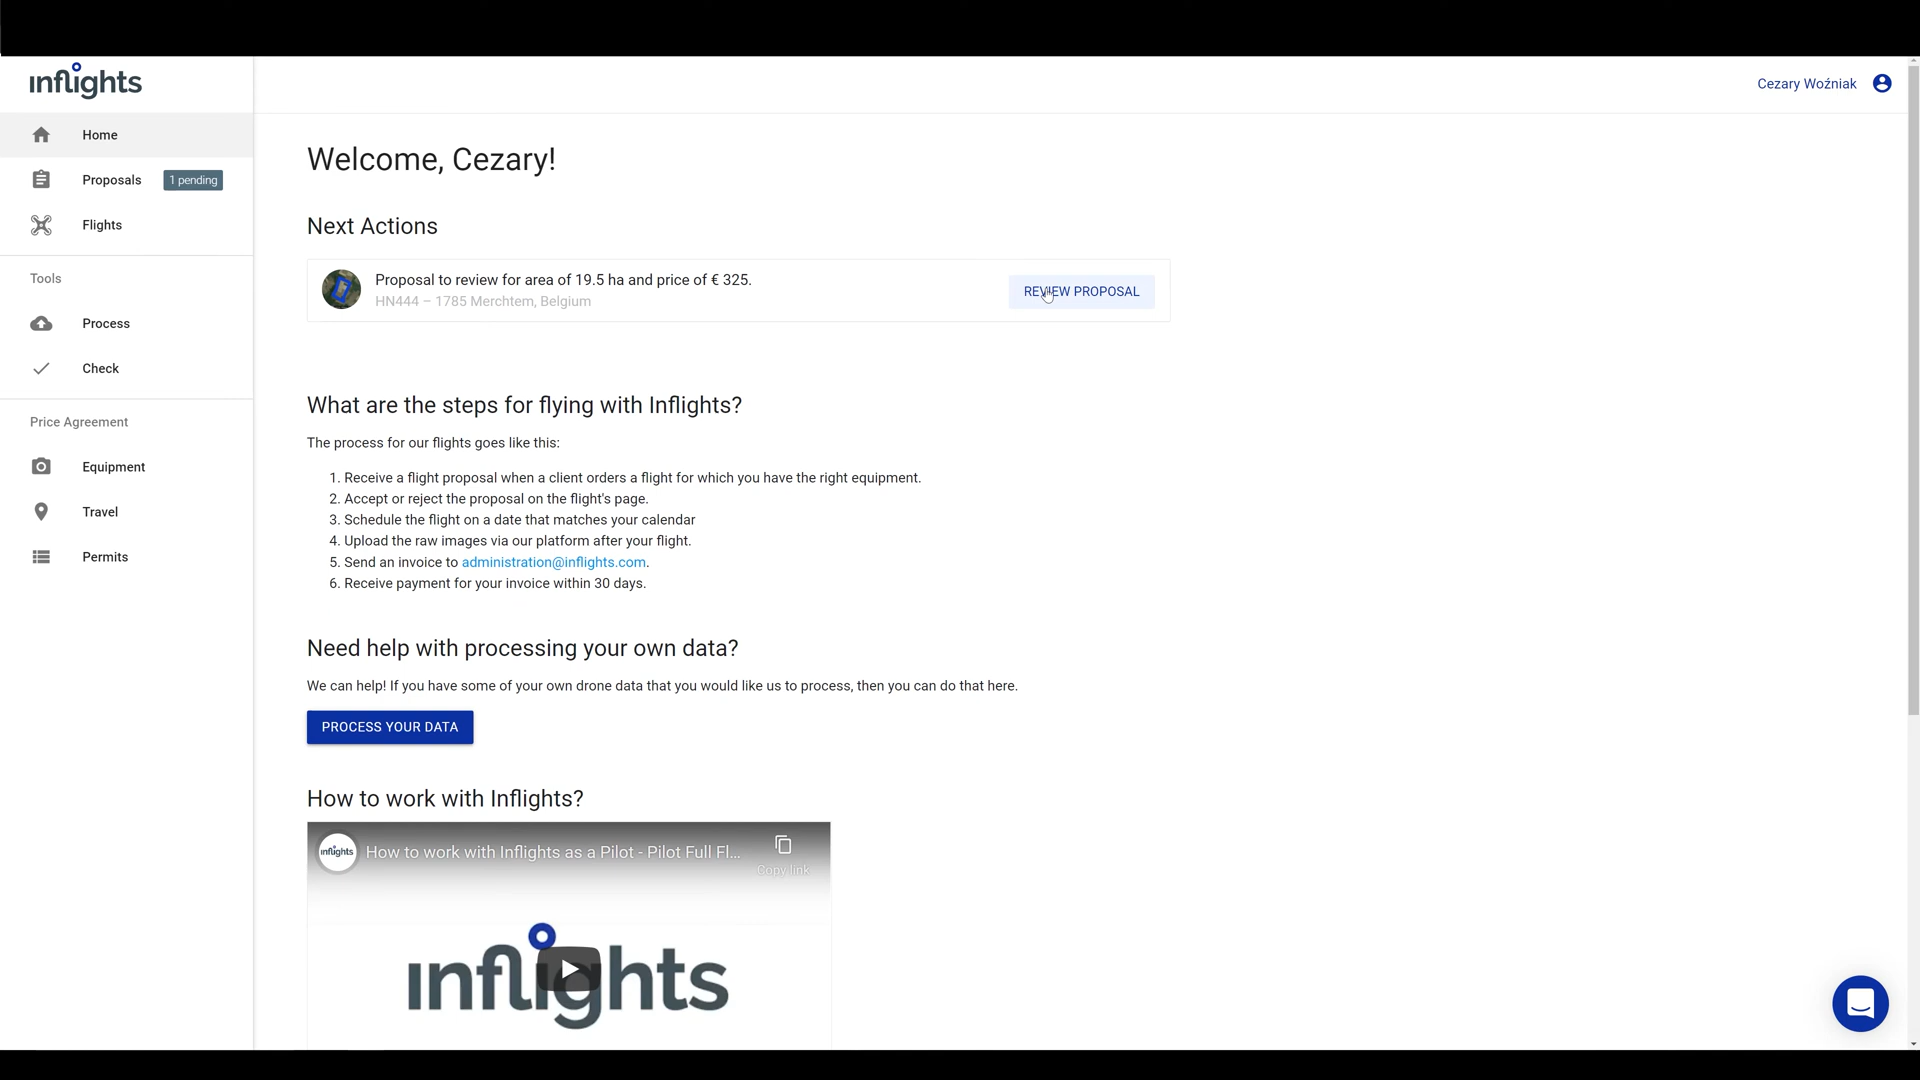 inflights
Cezary Woźniak
Home
Proposals 1 pending
Flights
Tools
Process
Check
Price Agreement
Equipment
Travel
Permits
Welcome, Cezary!
Next Actions
Proposal to review for area of 19.5 ha and price of € 325.
HN444 – 1785 Merchtem, Belgium
REVIEW PROPOSAL
What are the steps for flying with Inflights?
The process for our flights goes like this:
1. Receive a flight proposal when a client orders a flight for which you have the right equipment.
2. Accept or reject the proposal on the flight's page.
3. Schedule the flight on a date that matches your calendar
4. Upload the raw images via our platform after your flight.
5. Send an invoice to administration@inflights.com.
6. Receive payment for your invoice within 30 days.
Need help with processing your own data?
We can help! If you have some of your own drone data that you would like us to process, then you can do that here.
PROCESS YOUR DATA
How to work with Inflights?
inflights
How to work with Inflights as a Pilot - Pilot Full Fl...
Copy link
inflights